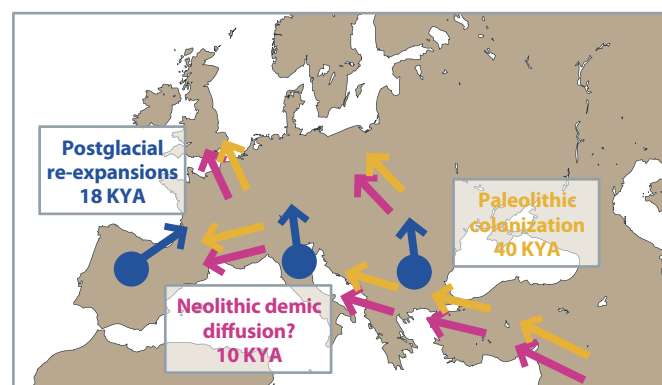 Postglacial
re-expansions
18 KYA
Paleolithic
colonization
40 KYA
Neolithic demic
diffusion?
10 KYA